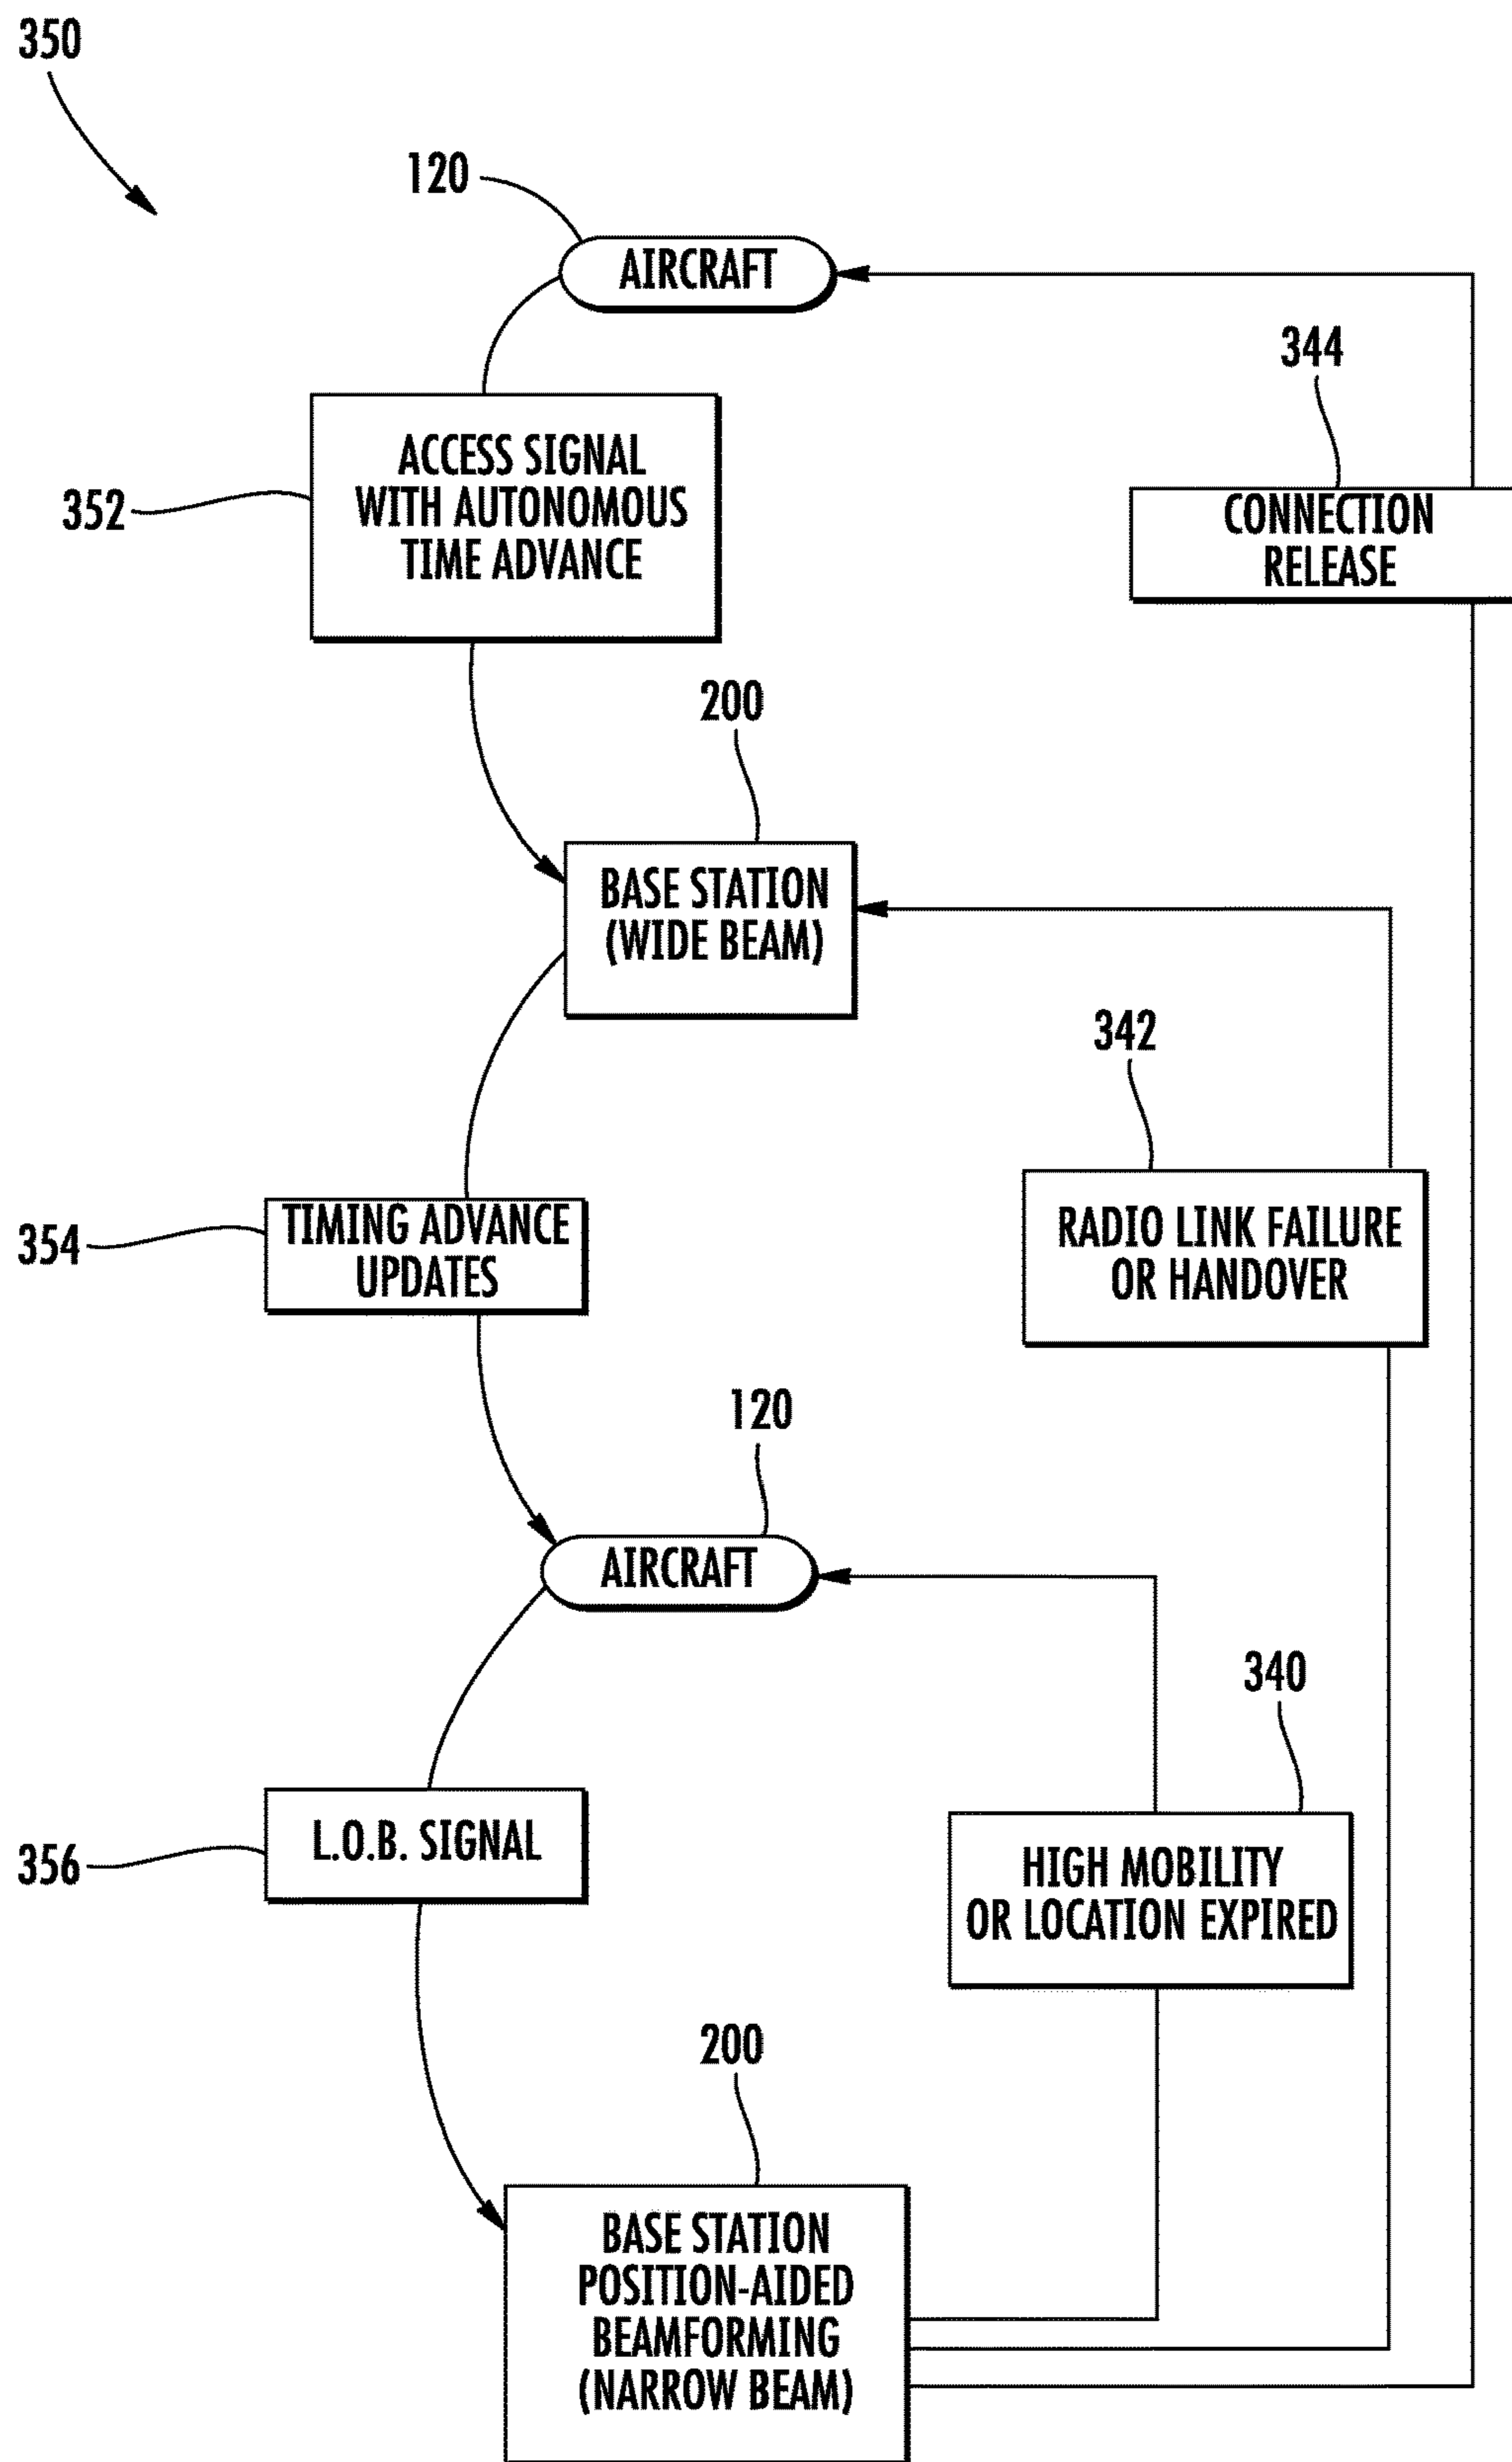 350
120
AIRCRAFT
344
ACCESS SIGNAL
WITH AUTONOMOUS
TIME ADVANCE
352
CONNECTION
RELEASE
200
BASE STATION
(WIDE BEAM)
342
354
TIMING ADVANCE
UPDATES
RADIO LINK FAILURE
OR HANDOVER
120
AIRCRAFT
340
356
L.O.B. SIGNAL
HIGH MOBILITY
OR LOCATION EXPIRED
200
BASE STATION
POSITION-AIDED
BEAMFORMING
(NARROW BEAM)